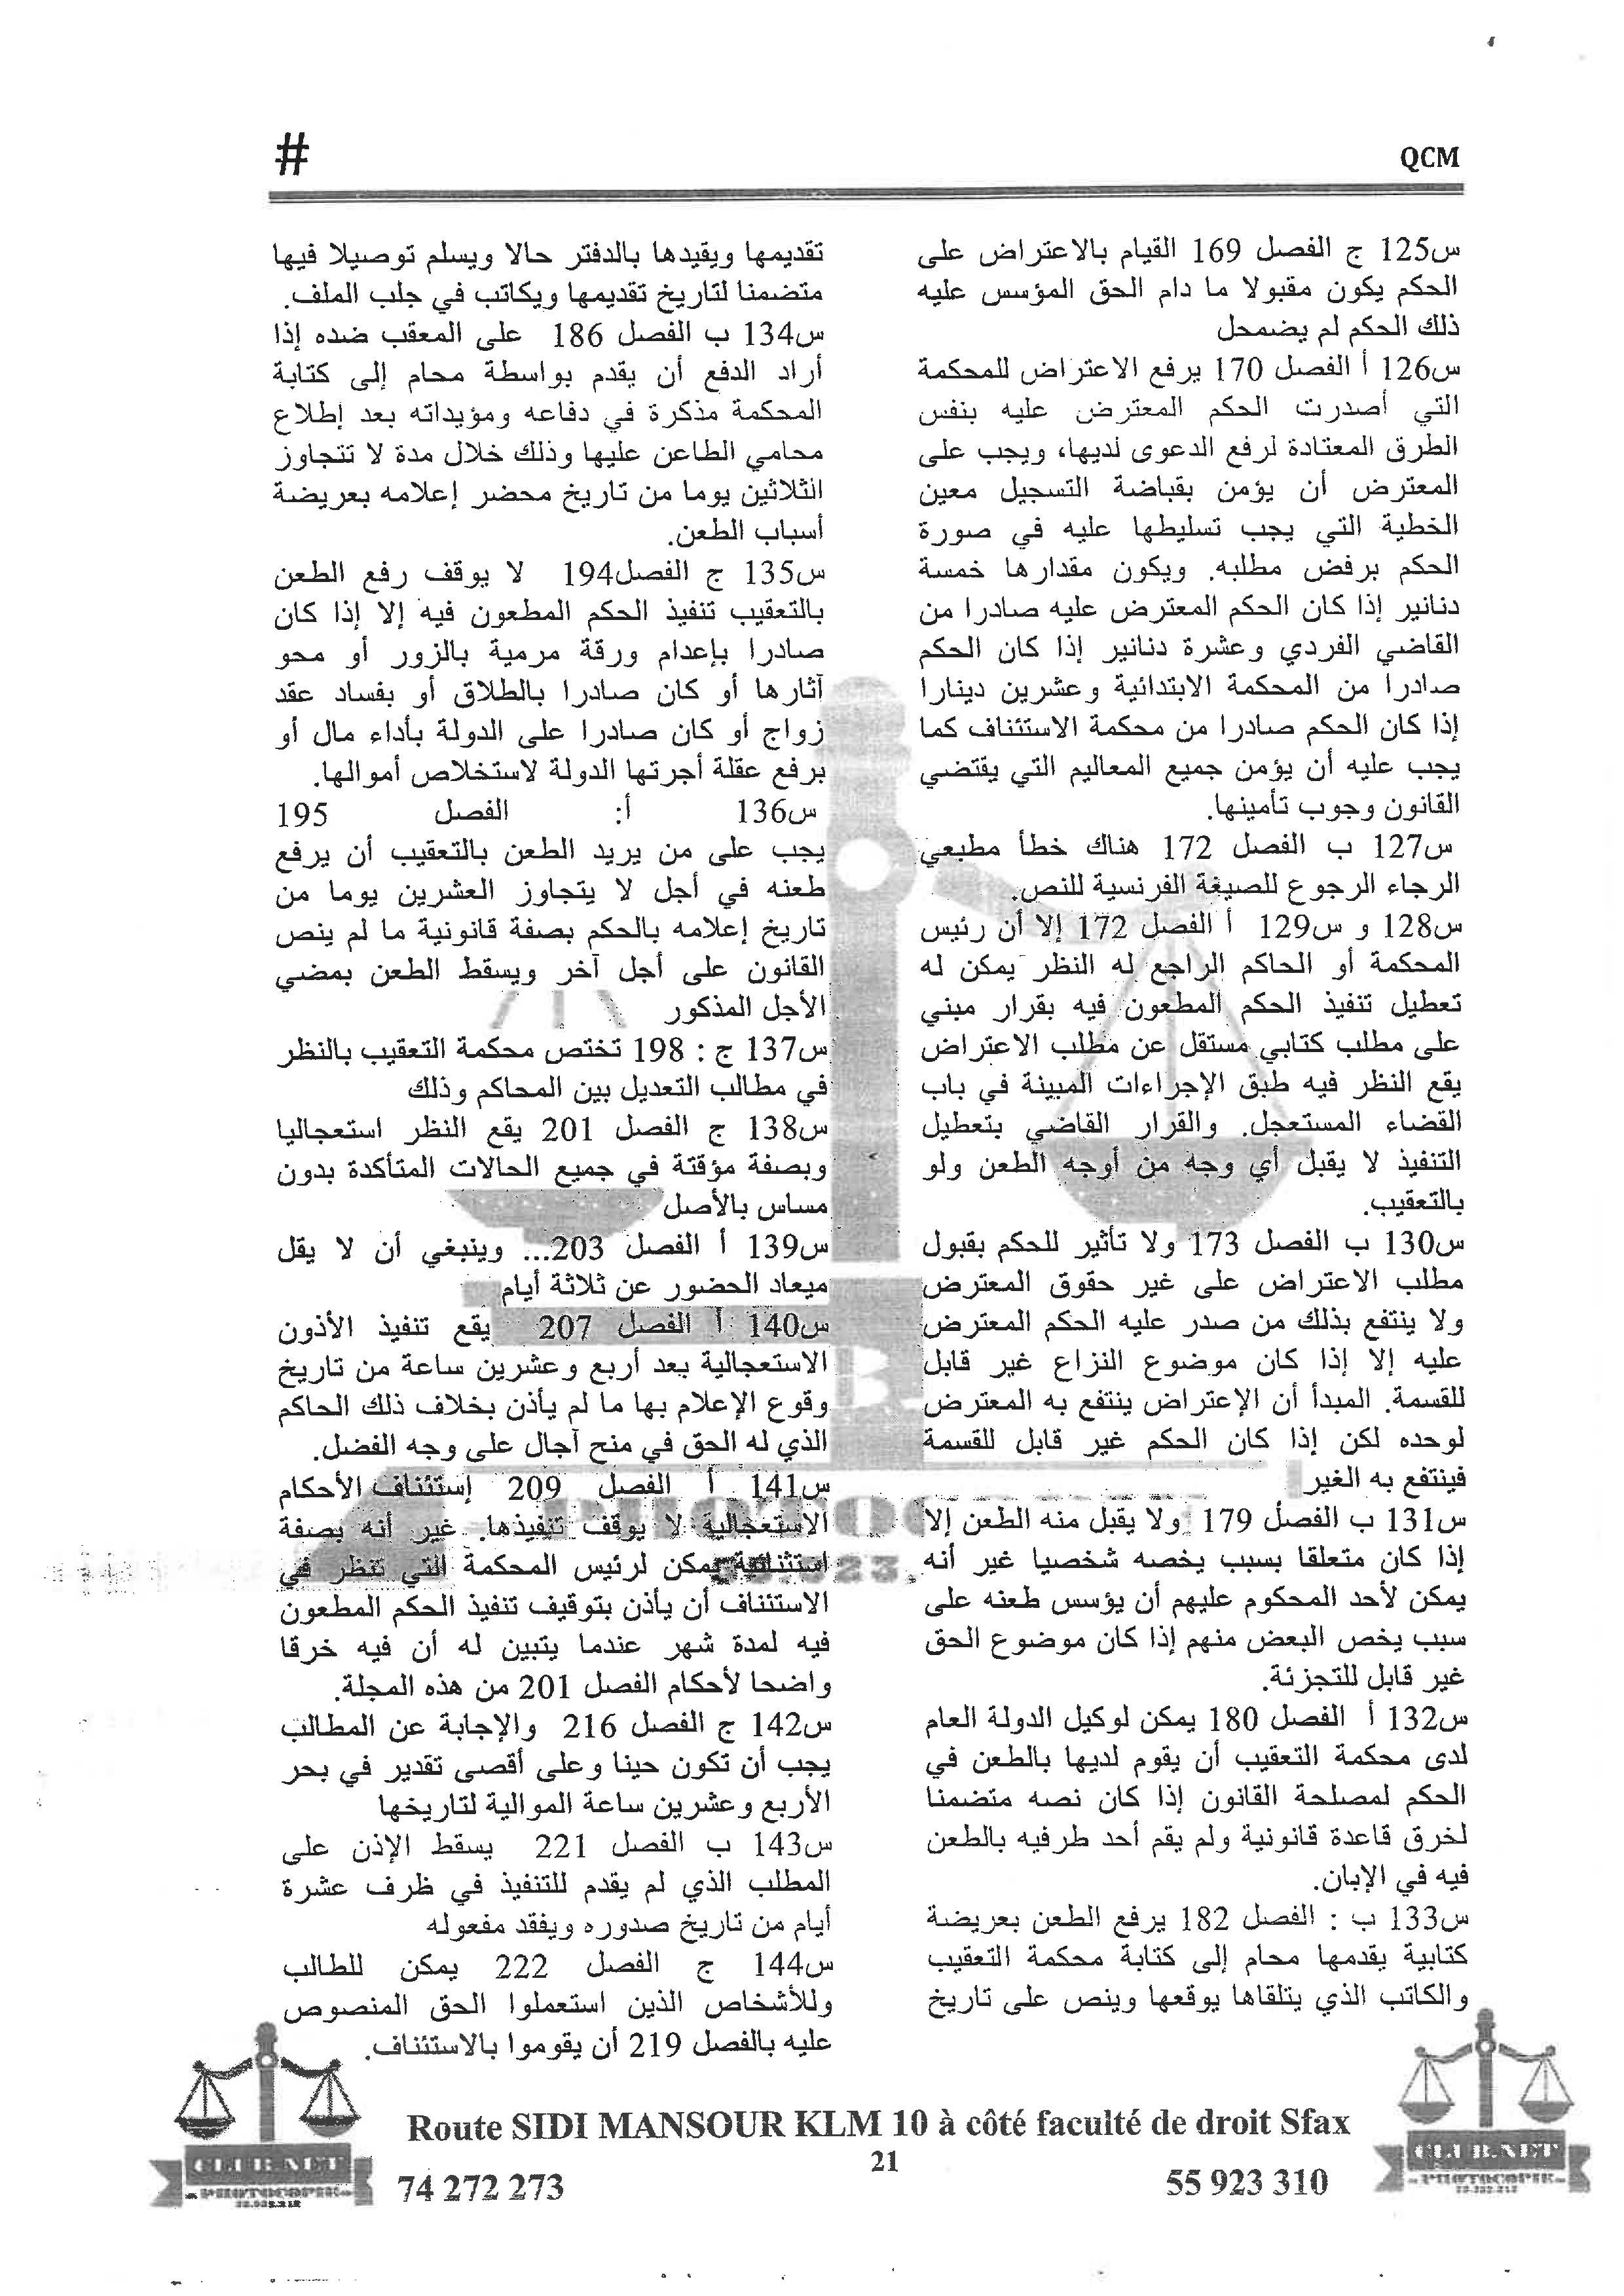 #
QCM
س125 ج الفصل 169 القيام بالاعتراض على
الحكم يكون مقبولا ما دام الحق المؤسس عليه
ذلك الحكم لم يضمحل
س126 أ الفصل 170 يرفع الاعتراض للمحكمة
التي أصدرت الحكم المعترض عليه بنفس
الطرق المعتادة لرفع الدعوى لديها، ويجب على
المعترض أن يؤمن بقباضة التسجيل معين
الخطية التي يجب تسليطها عليه في صورة
الحكم برفض مطلبه. ويكون مقدارها خمسة
دنانير إذا كان الحكم المعترض عليه صادرا من
القاضي الفردي وعشرة دنانير إذا كان الحكم
صادرا من المحكمة الابتدائية وعشرين دينارا
إذا كان الحكم صادرا من محكمة الاستئناف كما
يجب عليه أن يؤمن جميع المعاليم التي يقتضي
القانون وجوب تأمينها.
س127 ب الفصل 172 هناك خطأ مطبعي
الرجاء الرجوع للصيغة الفرنسية للنص.
س128 و س129 أ الفصل 172 إلا أن رئيس
المحكمة أو الحاكم الراجع له النظر يمكن له
تعطيل تنفيذ الحكم المطعون فيه بقرار مبني
على مطلب كتابي مستقل عن مطلب الاعتراض
يقع النظر فيه طبق الإجراءات المبينة في باب
القضاء المستعجل. والقرار القاضي بتعطيل
التنفيذ لا يقبل أي وجه من أوجه الطعن ولو
بالتعقيب.
س130 ب الفصل 173 ولا تأثير للحكم بقبول
مطلب الاعتراض على غير حقوق المعترض
ولا ينتفع بذلك من صدر عليه الحكم المعترض
عليه إلا إذا كان موضوع النزاع غير قابل
للقسمة. المبدأ أن الإعتراض ينتفع به المعترض
لوحده لكن إذا كان الحكم غير قابل للقسمة
فينتفع به الغير
س131 ب الفصل 179 ولا يقبل منه الطعن إلا
إذا كان متعلقا بسبب يخصه شخصيا غير أنه
يمكن لأحد المحكوم عليهم أن يؤسس طعنه على
سبب يخص البعض منهم إذا كان موضوع الحق
غير قابل للتجزئة.
س132 أ الفصل 180 يمكن لوكيل الدولة العام
لدى محكمة التعقيب أن يقوم لديها بالطعن في
الحكم لمصلحة القانون إذا كان نصه متضمنا
لخرق قاعدة قانونية ولم يقم أحد طرفيه بالطعن
فيه في الإبان.
س133 ب : الفصل 182 يرفع الطعن بعريضة
كتابية يقدمها محام إلى كتابة محكمة التعقيب
والكاتب الذي يتلقاها يوقعها وينص على تاريخ
تقديمها ويقيدها بالدفتر حالا ويسلم توصيلا فيها
متضمنا لتاريخ تقديمها ويكاتب في جلب الملف.
س134 ب الفصل 186 على المعقب ضده إذا
أراد الدفع أن يقدم بواسطة محام إلى كتابة
المحكمة مذكرة في دفاعه ومؤيداته بعد إطلاع
محامي الطاعن عليها وذلك خلال مدة لا تتجاوز
الثلاثين يوما من تاريخ محضر إعلامه بعريضة
أسباب الطعن.
س135 ج الفصل194 لا يوقف رفع الطعن
بالتعقيب تنفيذ الحكم المطعون فيه إلا إذا كان
صادرا بإعدام ورقة مرمية بالزور أو محو
آثارها أو كان صادرا بالطلاق أو بفساد عقد
زواج أو كان صادرا على الدولة بأداء مال أو
برفع عقلة أجرتها الدولة لاستخلاص أموالها.
س136 أ: الفصل 195
يجب على من يريد الطعن بالتعقيب أن يرفع
طعنه في أجل لا يتجاوز العشرين يوما من
تاريخ إعلامه بالحكم بصفة قانونية ما لم ينص
القانون على أجل آخر ويسقط الطعن بمضي
الأجل المذكور
س137 ج : 198 تختص محكمة التعقيب بالنظر
في مطالب التعديل بين المحاكم وذلك
س138 ج الفصل 201 يقع النظر استعجاليا
وبصفة مؤقتة في جميع الحالات المتأكدة بدون
مساس بالأصل
س139 أ الفصل 203... وينبغي أن لا يقل
ميعاد الحضور عن ثلاثة أيام
س140 أ الفصل 207 يقع تنفيذ الأذون
الاستعجالية بعد أربع وعشرين ساعة من تاريخ
وقوع الإعلام بها ما لم يأذن بخلاف ذلك الحاكم
الذي له الحق في منح آجال على وجه الفضل.
س141 أ الفصل 209 إستئناف الأحكام
الاستعجالية لا يوقف تنفيذها. غير أنه بصفة
استثنائية يمكن لرئيس المحكمة التي تنظر في
الاستئناف أن يأذن بتوقيف تنفيذ الحكم المطعون
فيه لمدة شهر عندما يتبين له أن فيه خرقا
واضحا لأحكام الفصل 201 من هذه المجلة.
س142 ج الفصل 216 والإجابة عن المطالب
يجب أن تكون حينا وعلى أقصى تقدير في بحر
الأربع وعشرين ساعة الموالية لتاريخها
س143 ب الفصل 221 يسقط الإذن على
المطلب الذي لم يقدم للتنفيذ في ظرف عشرة
أيام من تاريخ صدوره ويفقد مفعوله
س144 ج الفصل 222 يمكن للطالب
وللأشخاص الذين استعملوا الحق المنصوص
عليه بالفصل 219 أن يقوموا بالاستئناف.
Route SIDI MANSOUR KLM 10 à côté faculté de droit Sfax
21
74 272 273
55 923 310
CLUB.NET
PHOTOCOPIE
CLUB.NET
PHOTOCOPIE